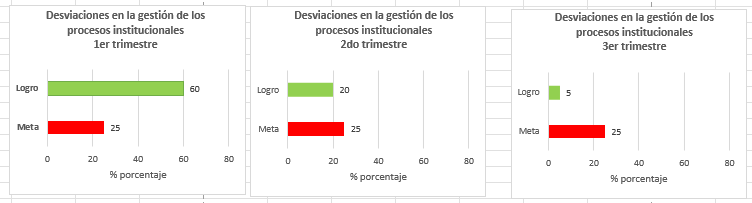 Desviaciones en la gestión de los
procesos institucionales
1er trimestre
Logro
60
Meta
25
0 20 40 60 80
% porcentaje
Desviaciones en la gestión de los
procesos institucionales
2do trimestre
Logro
20
Meta
25
0 20 40 60 80
% porcentaje
Desviaciones en la gestión de los
procesos institucionales
3er trimestre
Logro
5
Meta
25
0 20 40 60 80
% porcentaje